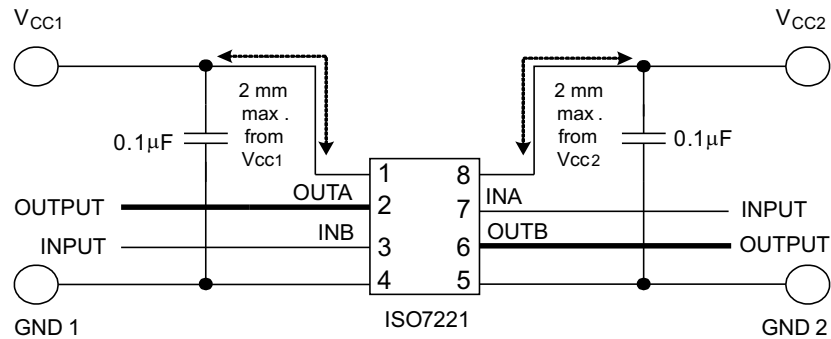 VCC1
VCC2
2 mm
max .
from
VCC1
2 mm
max .
from
VCC2
0.1µF
0.1µF
1
8
OUTA
2
7
INA
OUTPUT
INPUT
INB
3
6
OUTB
INPUT
OUTPUT
4
5
ISO7221
GND 1
GND 2